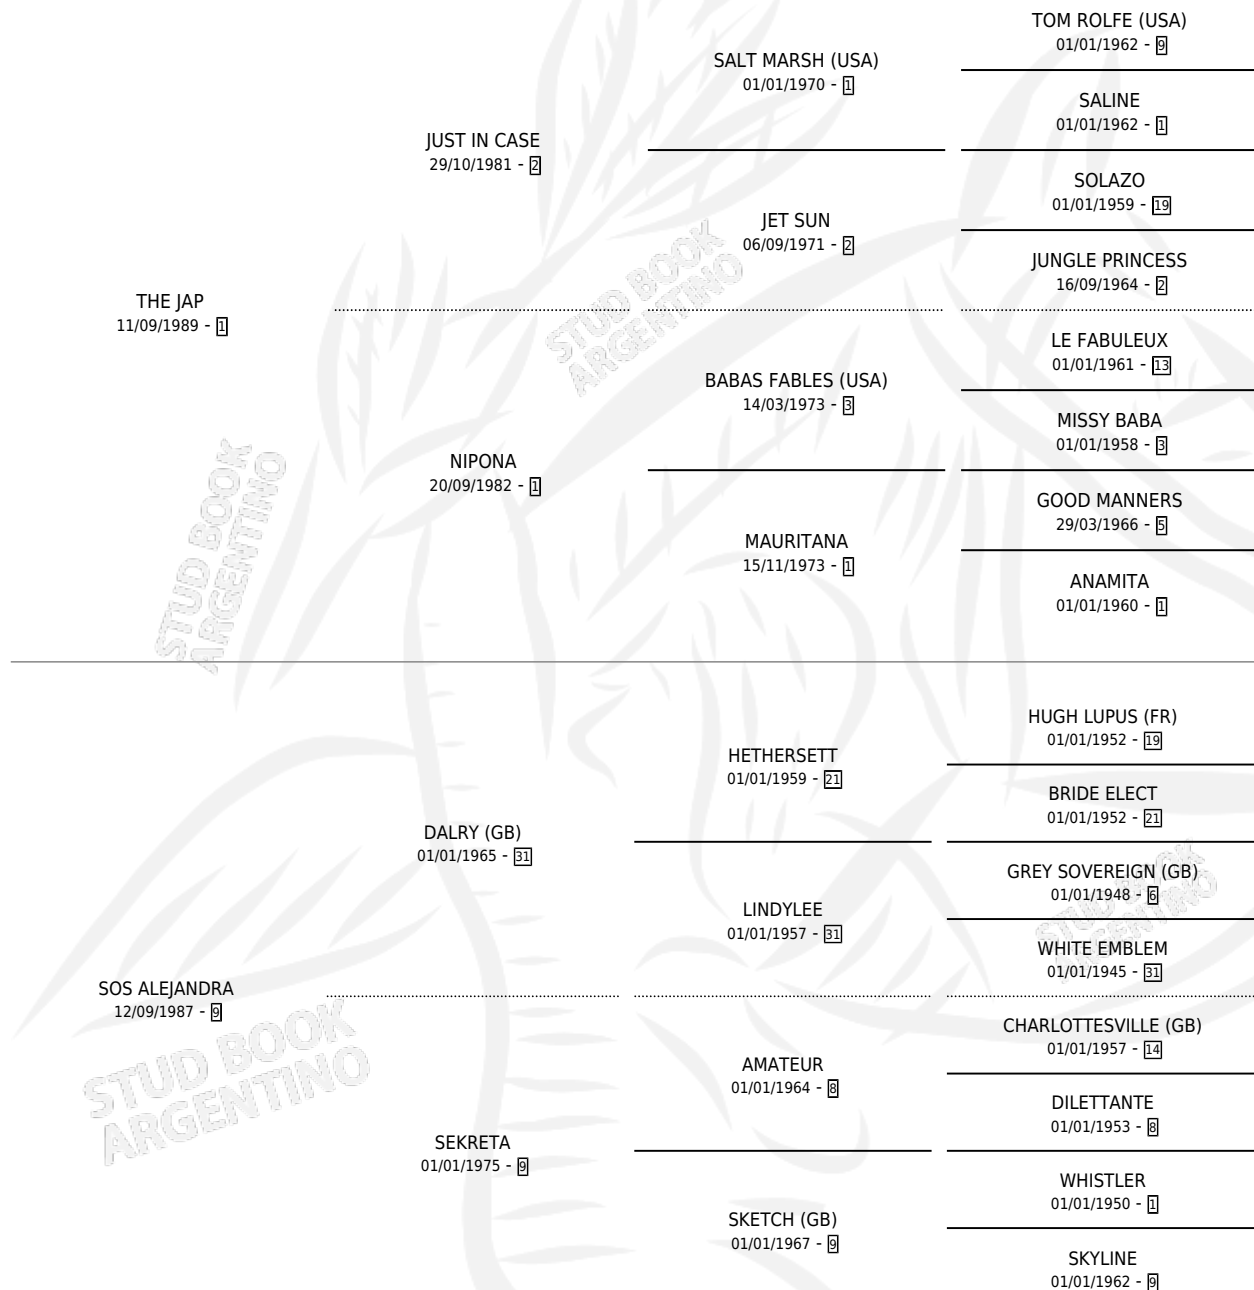 TOM ROLFE (USA)
01/01/1962 - 9
SALT MARSH (USA)
01/01/1970 - 1
SALINE
01/01/1962 - 1
JUST IN CASE
29/10/1981 - 2
SOLAZO
01/01/1959 - 19
JET SUN
06/09/1971 - 2
JUNGLE PRINCESS
16/09/1964 - 2
THE JAP
11/09/1989 - 1
LE FABULEUX
01/01/1961 - 13
BABAS FABLES (USA)
14/03/1973 - 3
MISSY BABA
01/01/1958 - 3
NIPONA
20/09/1982 - 1
GOOD MANNERS
29/03/1966 - 5
MAURITANA
15/11/1973 - 1
ANAMITA
01/01/1960 - 1
HUGH LUPUS (FR)
01/01/1952 - 19
HETHERSETT
01/01/1959 - 21
BRIDE ELECT
01/01/1952 - 21
DALRY (GB)
01/01/1965 - 31
GREY SOVEREIGN (GB)
01/01/1948 - 6
LINDYLEE
01/01/1957 - 31
WHITE EMBLEM
01/01/1945 - 31
SOS ALEJANDRA
12/09/1987 - 9
CHARLOTTESVILLE (GB)
01/01/1957 - 14
AMATEUR
01/01/1964 - 8
DILETTANTE
01/01/1953 - 8
SEKRETA
01/01/1975 - 9
WHISTLER
01/01/1950 - 1
SKETCH (GB)
01/01/1967 - 9
SKYLINE
01/01/1962 - 9
STUD BOOK
ARGENTINO
STUD BOOK
ARGENTINO
STUD BOOK
ARGENTINO
STUD BOOK
ARGENTINO